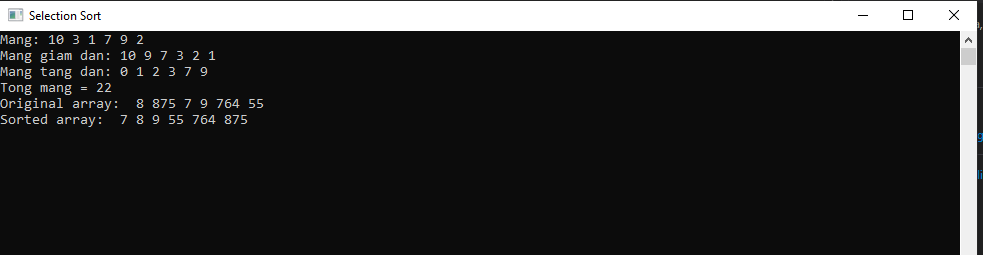 Selection Sort
Mang: 10 3 1 7 9 2
Mang giam dan: 10 9 7 3 2 1
Mang tang dan: 0 1 2 3 7 9
Tong mang = 22
Original array:  8 875 7 9 764 55
Sorted array:  7 8 9 55 764 875